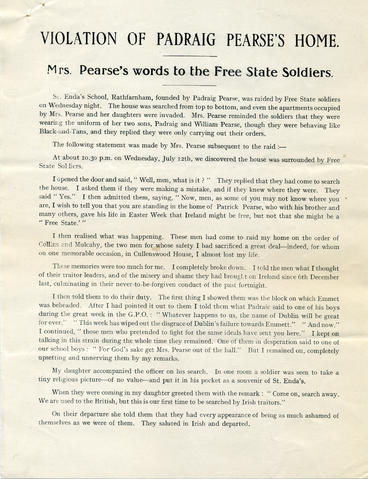 VIOLATION OF PADRAIG PEARSE'S HOME.
Mrs. Pearse's words to the Free State Soldiers.
St. Enda's School, Rathfarnham, founded by Padraig Pearse, was raided by Free State soldiers
on Wednesday night. The house was searched from top to bottom, and even the apartments occupied
by Mrs. Pearse and her daughters were invaded. Mrs. Pearse reminded the soldiers that they were
wearing the uniform of her two sons, Padraig and William Pearse, though they were behaving like
Black-and-Tans, and they replied they were only carrying out their orders.
The following statement was made by Mrs. Pearse subsequent to the raid :—
At about 10.30 p.m. on Wednesday, July 12th, we discovered the house was surrounded by Free
State Soldiers.
I opened the door and said, " Well, men, what is it ? " They replied that they had come to search
the house. I asked them if they were making a mistake, and if they knew where they were. They
said " Yes." I then admitted them, saying, " Now, men, as some of you may not know where you
are, I wish to tell you that you are standing in the home of Patrick Pearse, who with his brother and
many others, gave his life in Easter Week that Ireland might be free, but not that she might be a
" Free State.' "
I then realised what was happening. These men had come to raid my home on the order of
Collins and Mulcahy, the two men for whose safety I had sacrificed a great deal—indeed, for whom
on one memorable occasion, in Cullenswood House, I almost lost my life.
These memories were too much for me. I completely broke down. I told the men what I thought
of their traitor leaders, and of the misery and shame they had brought on Ireland since 6th December
last, culminating in their never-to-be-forgiven conduct of the past fortnight.
I then told them to do their duty. The first thing I showed them was the block on which Emmet
was beheaded. After I had pointed it out to them I told them what Padraic said to one of his boys
during the great week in the G.P.O. : " Whatever happens to us, the name of Dublin will be great
for ever." " This week has wiped out the disgrace of Dublin's failure towards Emmett." " And now,"
I continued, " those men who pretended to fight for the same ideals have sent you here." I kept on
talking in this strain during the whole time they remained. One of them in desperation said to one of
our school boys : " For God's sake get Mrs. Pearse out of the hall." But I remained on, completely
upsetting and unnerving them by my remarks.
My daughter accompanied the officer on his search. In one room a soldier was seen to take a
tiny religious picture—of no value—and put it in his pocket as a souvenir of St. Enda's.
When they were coming in my daughter greeted them with the remark : " Come on, search away.
We are used to the British, but this is our first time to be searched by Irish traitors."
On their departure she told them that they had every appearance of being as much ashamed of
themselves as we were of them. They saluted in Irish and departed.